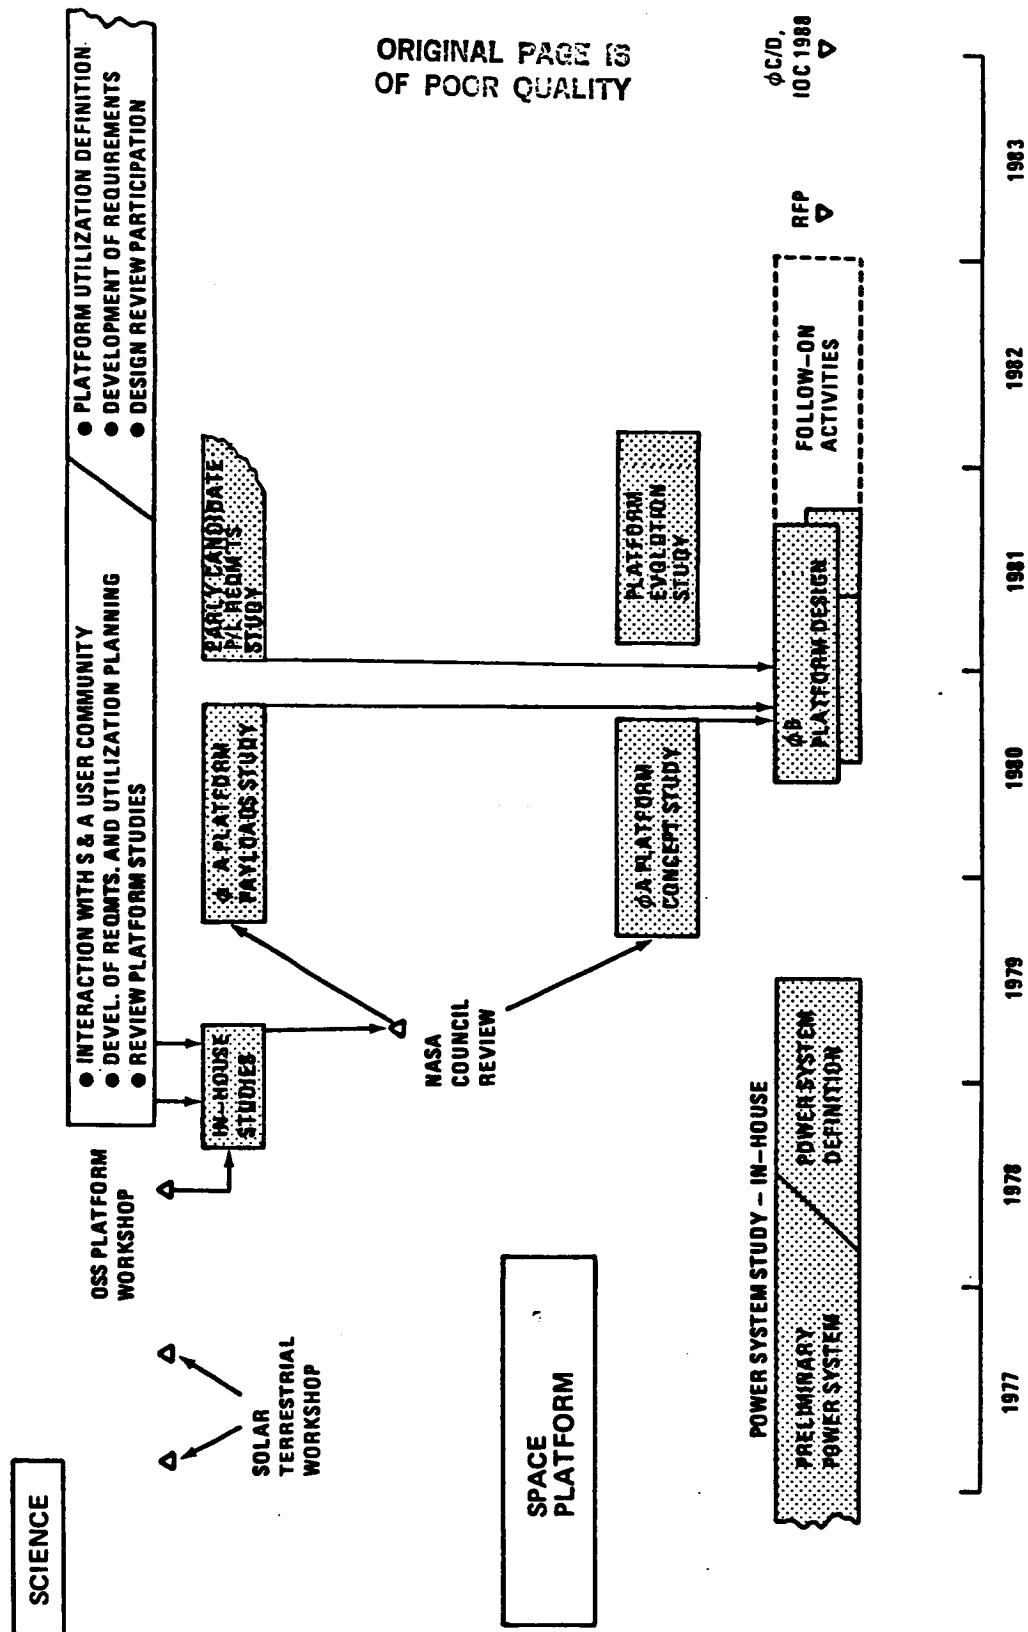 ORIGINAL PAGE IS
OF POOR QUALITY
SCIENCE
SOLAR
TERRESTRIAL
WORKSHOP
OSS PLATFORM
WORKSHOP
● INTERACTION WITH S & A USER COMMUNITY
● DEVEL. OF REQMTS. AND UTILIZATION PLANNING
● REVIEW PLATFORM STUDIES
● PLATFORM UTILIZATION DEFINITION
● DEVELOPMENT OF REQUIREMENTS
● DESIGN REVIEW PARTICIPATION
IN-HOUSE
STUDIES
ϕ A PLATFORM
PAYLOADS STUDY
EARLY CANDIDATE
P/L REQMTS
STUDY
NASA
COUNCIL
REVIEW
SPACE
PLATFORM
ϕA PLATFORM
CONCEPT STUDY
PLATFORM
EVOLUTION
STUDY
POWER SYSTEM STUDY – IN-HOUSE
PRELIMINARY
POWER SYSTEM
POWER SYSTEM
DEFINITION
ϕB
PLATFORM DESIGN
FOLLOW-ON
ACTIVITIES
RFP
ϕC/D,
IOC 1988
1977 1978 1979 1980 1981 1982 1983